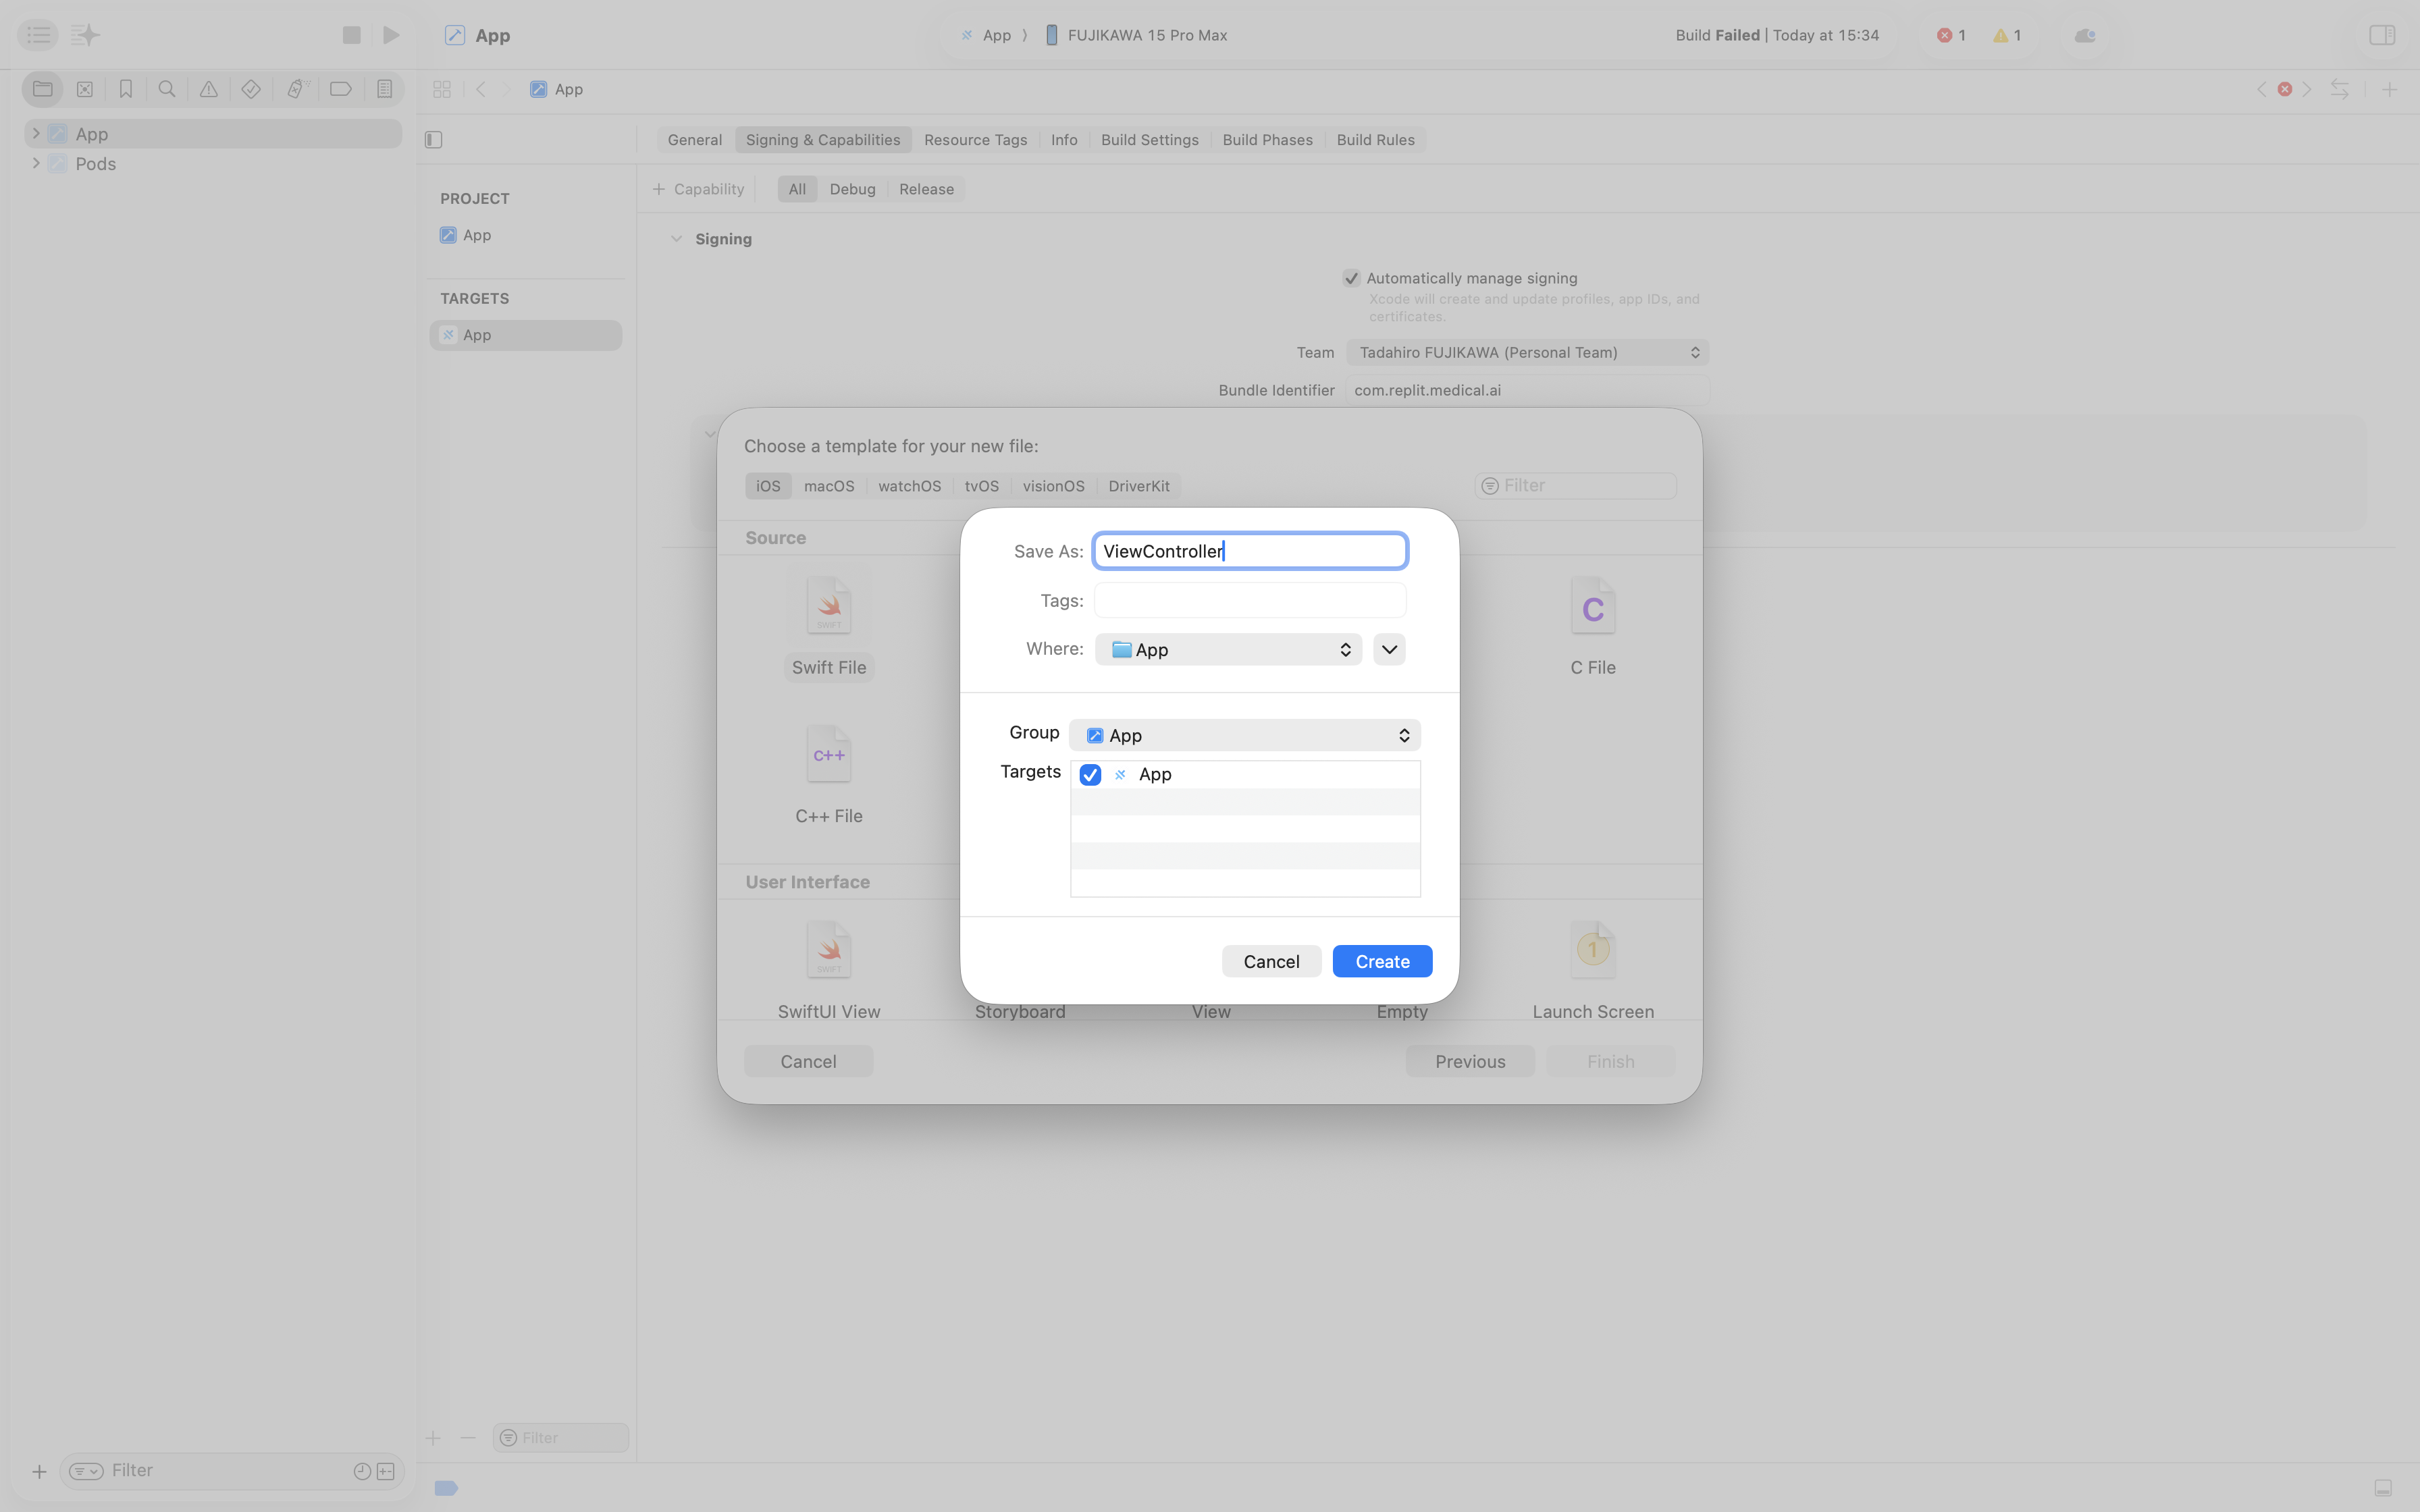 App
App
FUJIKAWA 15 Pro Max
Build Failed | Today at 15:34
1
1
App
App
Pods
General
Signing & Capabilities
Resource Tags
Info
Build Settings
Build Phases
Build Rules
PROJECT
App
TARGETS
App
Capability
All
Debug
Release
Signing
Automatically manage signing
Xcode will create and update profiles, app IDs, and
certificates.
Team
Tadahiro FUJIKAWA (Personal Team)
Bundle Identifier
com.replit.medical.ai
Choose a template for your new file:
iOS
macOS
watchOS
tvOS
visionOS
DriverKit
Filter
Source
SWIFT
Swift File
C
C File
C++
C++ File
User Interface
SWIFT
SwiftUI View
Storyboard
View
Empty
1
Launch Screen
Cancel
Previous
Finish
Save As:
ViewController
Tags:
Where:
App
Group
App
Targets
App
Cancel
Create
Filter
Filter